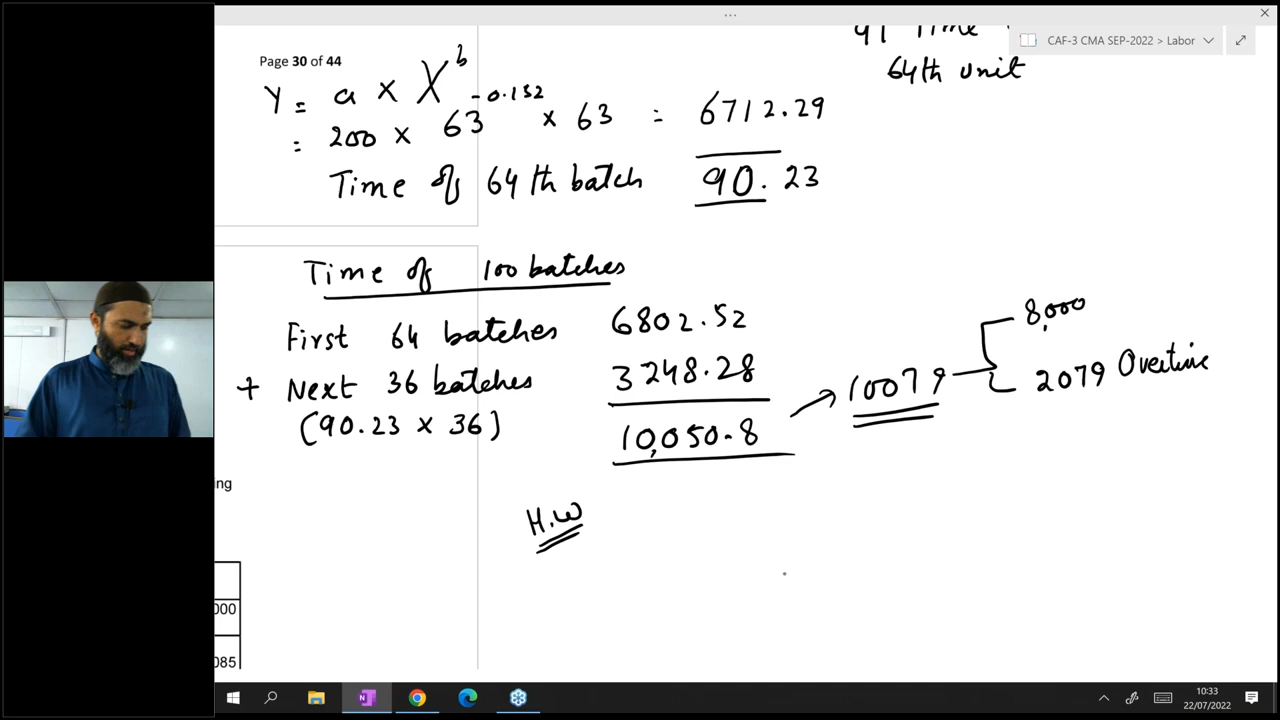 CAF-3 CMA SEP-2022 > Labor
Time
64th unit
Page 30 of 44
Y = a × X^b
= 200 × 63^-0.152 × 63 = 6712.29
Time of 64th batch 90.23
Time of 100 batches
First 64 batches 6802.52
+ Next 36 batches 3248.28
(90.23 × 36) 10,050.8
10079
8,000
2079 Overtime
ng
H.W
000
085
10:33
22/07/2022